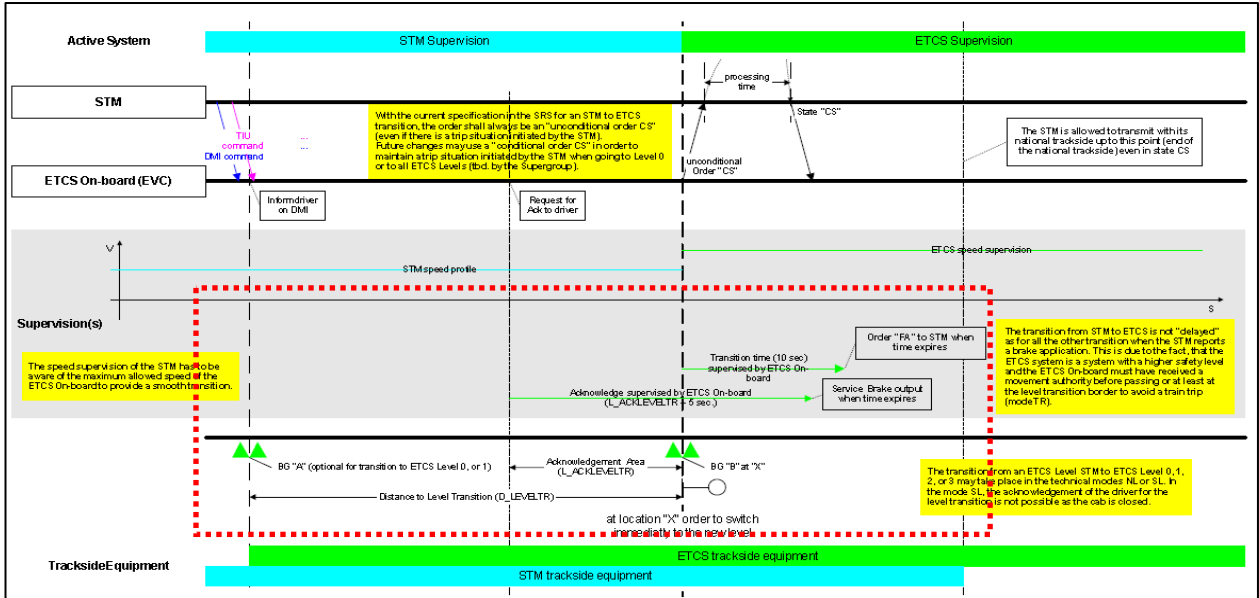 Active System
STM Supervision
ETCS Supervision
processing
time
STM
State "CS"
TIU
command
DMI command
...
...
With the current specification in the SRS for an STM to ETCS
transition, the order shall always be an "unconditional order CS"
(even if there is a trip situation initiated by the STM).
Future changes may use a "conditional order CS" in order to
maintain a trip situation initiated by the STM when going to Level 0
or to all ETCS Levels (tbd. by the Supergroup).
unconditional
Order "CS"
The STM is allowed to transmit with its
national trackside up to this point (end of
the national trackside) even in state CS
ETCS On-board (EVC)
Inform driver
on DMI
Request for
Ack to driver
V
ETCS speed supervision
STM speed profile
S
Supervision(s)
The speed supervision of the STM has to be
aware of the maximum allowed speed of the
ETCS On-board to provide a smooth transition.
Order "FA" to STM when
time expires
Transition time (10 sec)
supervised by ETCS On-
board
Service Brake output
when time expires
Acknowledge supervised by ETCS On-board
(L_ACKLEVELTR + 5 sec.)
The transition from STM to ETCS is not "delayed"
as for all the other transition when the STM reports
a brake application. This is due to the fact, that the
ETCS system is a system with a higher safety level
and the ETCS On-board must have received a
movement authority before passing or at least at
the level transition border to avoid a train trip
(mode TR).
BG "A" (optional for transition to ETCS Level 0, or 1)
Acknowledgement Area
(L_ACKLEVELTR)
BG "B" at "X"
Distance to Level Transition (D_LEVELTR)
at location "X" order to switch
immediatly to the new level
The transition from an ETCS Level STM to ETCS Level 0, 1,
2, or 3 may take place in the technical modes NL or SL. In
the mode SL, the acknowledgement of the driver for the
level transition is not possible as the cab is closed.
Trackside Equipment
ETCS trackside equipment
STM trackside equipment